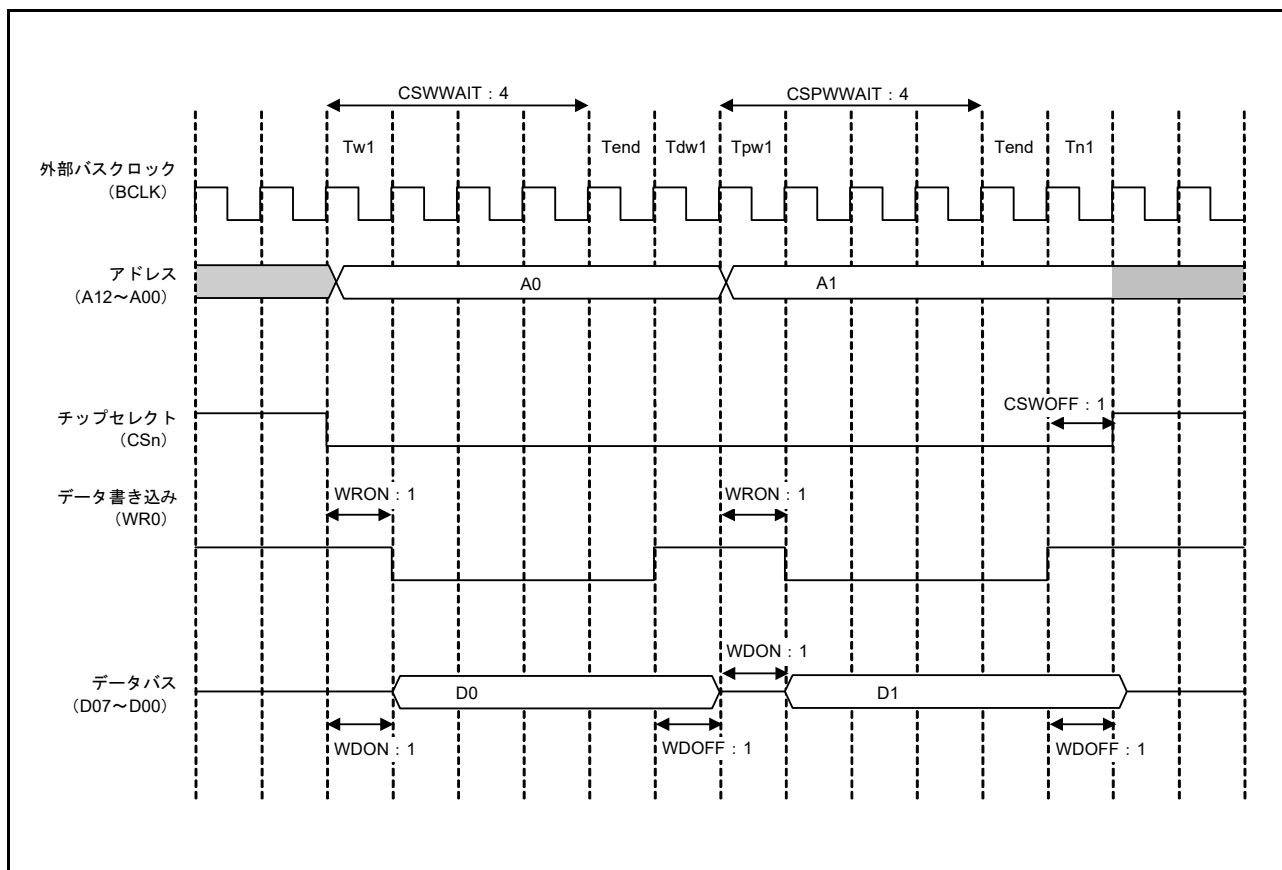 CSWWAIT：4
CSPWWAIT：4
Tw1
Tend
Tdw1
Tpw1
Tend
Tn1
外部バスクロック
（BCLK）
アドレス
（A12～A00）
A0
A1
チップセレクト
（CSn）
CSWOFF：1
データ書き込み
（WR0）
WRON：1
WRON：1
WDON：1
データバス
（D07～D00）
D0
D1
WDON：1
WDOFF：1
WDOFF：1